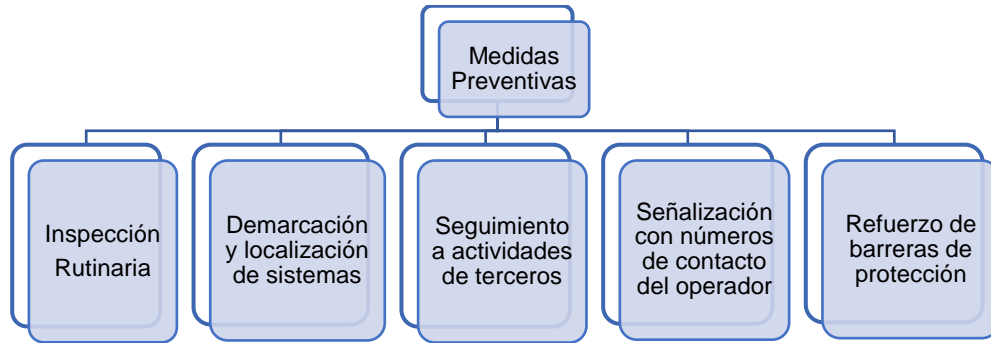 Medidas
Preventivas
Inspección
Rutinaria
Demarcación
y localización
de sistemas
Seguimiento
a actividades
de terceros
Señalización
con números
de contacto
del operador
Refuerzo de
barreras de
protección